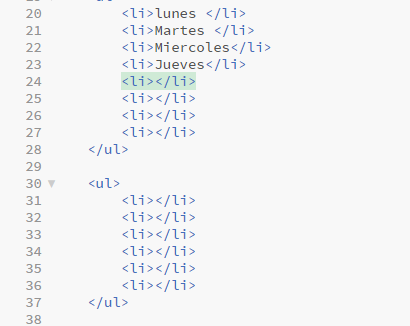 20 <li>lunes </li>
21 <li>Martes </li>
22 <li>Miercoles</li>
23 <li>Jueves</li>
24 <li></li>
25 <li></li>
26 <li></li>
27 <li></li>
28 </ul>
29
30 <ul>
31 <li></li>
32 <li></li>
33 <li></li>
34 <li></li>
35 <li></li>
36 <li></li>
37 </ul>
38